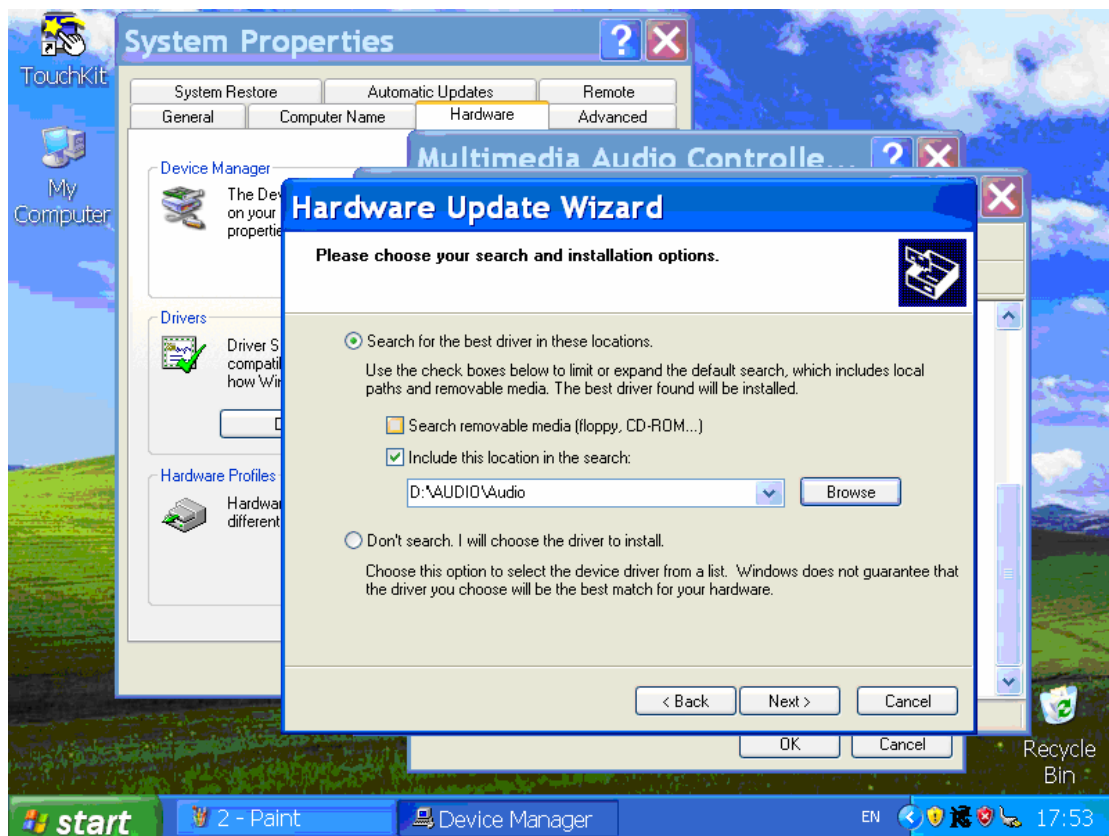 TouchKit
My
Computer
System Properties
System Restore
Automatic Updates
Remote
General
Computer Name
Hardware
Advanced
Device Manager
The Dev
on your
propertie
Drivers
Driver S
compatil
how Win
D
Hardware Profiles
Hardwar
different
Multimedia Audio Controlle...
Hardware Update Wizard
Please choose your search and installation options.
Search for the best driver in these locations.
Use the check boxes below to limit or expand the default search, which includes local
paths and removable media. The best driver found will be installed.
Search removable media (floppy, CD-ROM...)
Include this location in the search:
D:\AUDIO\Audio
Browse
Don't search. I will choose the driver to install.
Choose this option to select the device driver from a list. Windows does not guarantee that
the driver you choose will be the best match for your hardware.
< Back
Next >
Cancel
OK
Cancel
Recycle
Bin
start
2 - Paint
Device Manager
EN
17:53